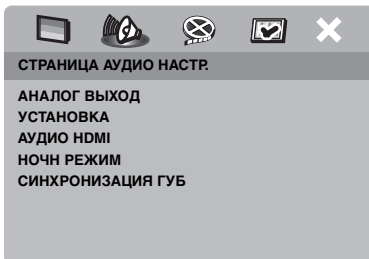 СТРАНИЦА АУДИО НАСТР.
АНАЛОГ ВЫХОД
УСТАНОВКА
АУДИО HDMI
НОЧН РЕЖИМ
СИНХРОНИЗАЦИЯ ГУБ